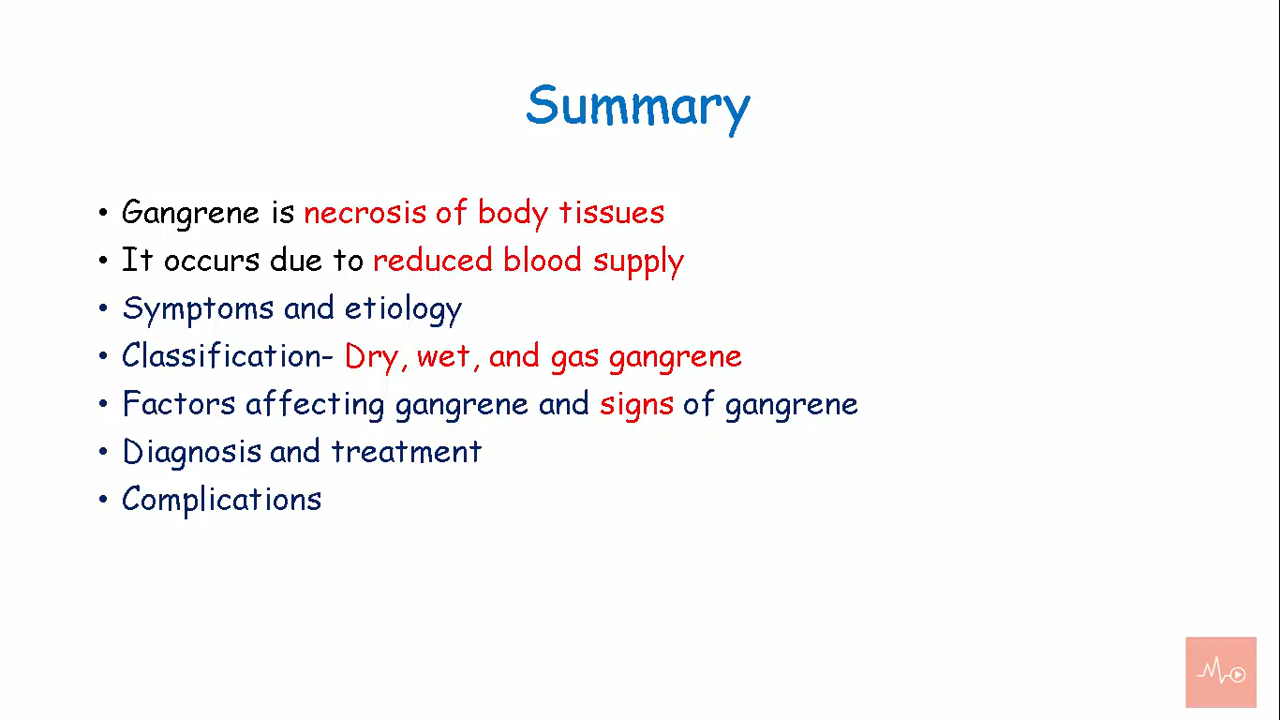 Summary
• Gangrene is necrosis of body tissues
• It occurs due to reduced blood supply
• Symptoms and etiology
• Classification- Dry, wet, and gas gangrene
• Factors affecting gangrene and signs of gangrene
• Diagnosis and treatment
• Complications